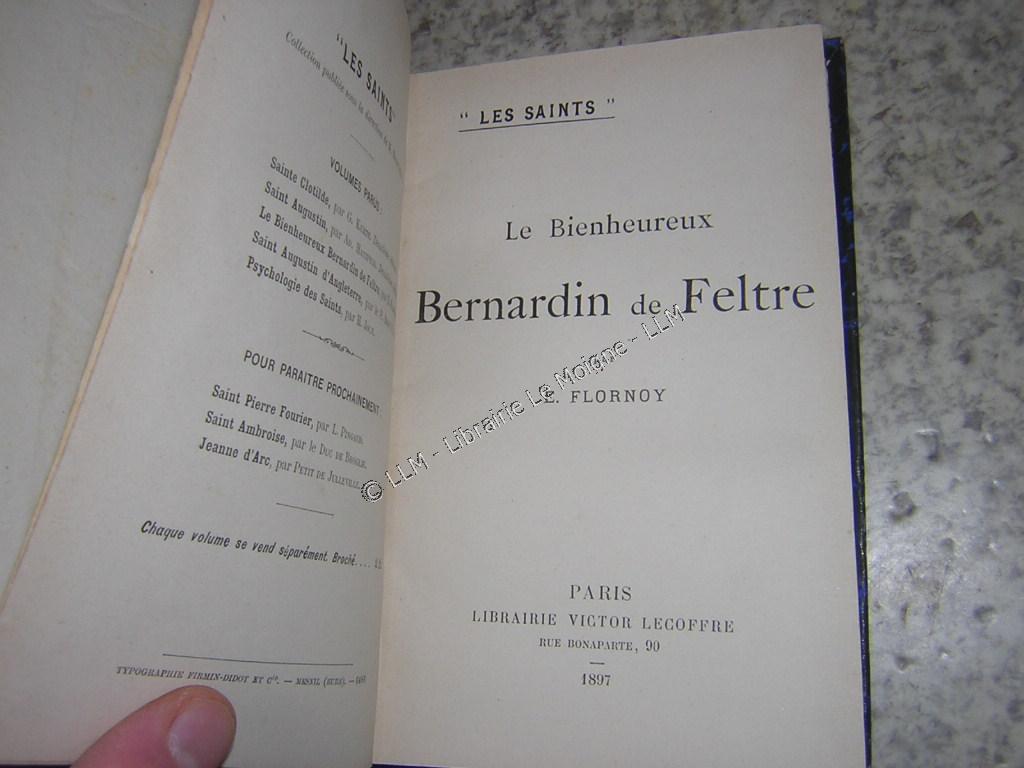 "LES SAINTS"
Collection publiée sous la direction de
VOLUMES PARUS :
Sainte Clotilde, par G. KURTH
Saint Augustin, par AD.
Le Bienheureux Bernardin de Feltre, par
Saint Augustin d'Angleterre, par le P.
Psychologie des Saints, par H. JOLY.
POUR PARAITRE PROCHAINEMENT :
Saint Pierre Fourier, par L. PINGAUD.
Saint Ambroise, par le DUC DE BROGLIE.
Jeanne d'Arc, par PETIT DE JULLEVILLE.
Chaque volume se vend séparément. Broché....
TYPOGRAPHIE FIRMIN-DIDOT ET Cie. — MESNIL (EURE). —
" LES SAINTS "
Le Bienheureux
Bernardin de Feltre
E. FLORNOY
PARIS
LIBRAIRIE VICTOR LECOFFRE
RUE BONAPARTE, 90
1897
© LLM - Librairie Le Moigne - LLM